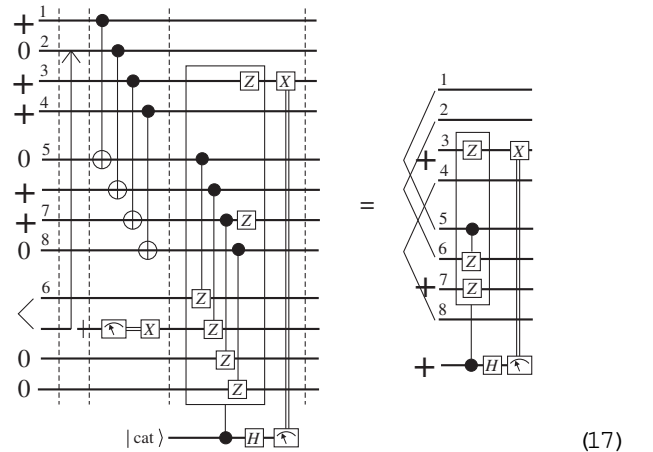 + 1
0 2
+ 3 Z X
+ 4
0 5
+
+ 7 Z
0 8
6 Z
+ X Z
0 Z
0 Z
|cat⟩ H
=
1
2
+ 3 Z X
4
5
6 Z
+ 7 Z
8
+ H
(17)